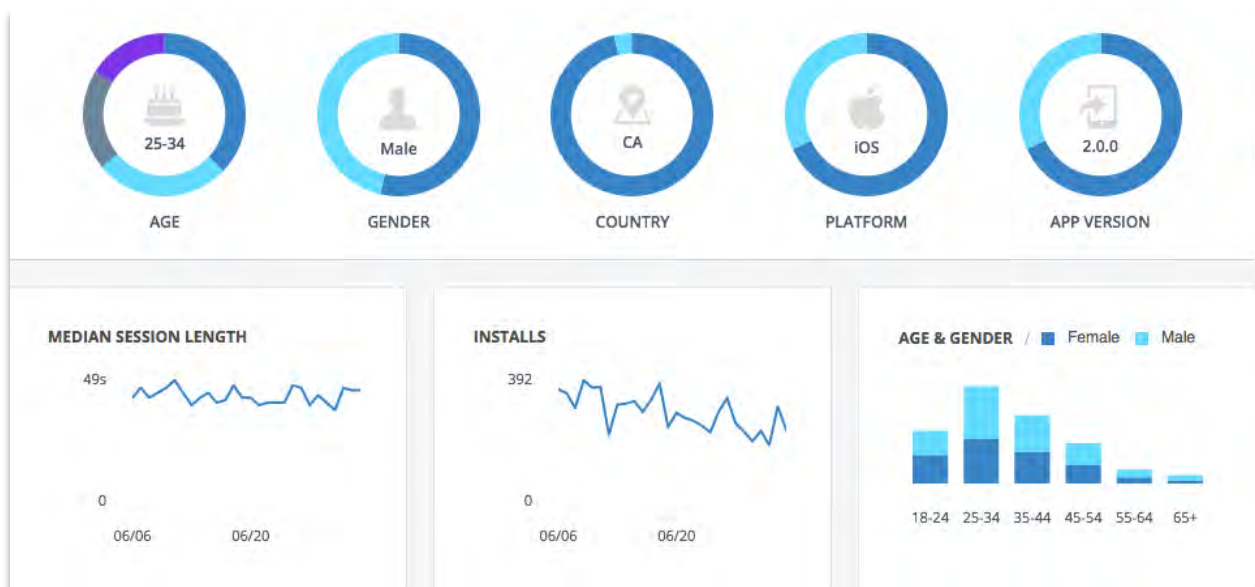 25-34
Male
CA
iOS
2.0.0
AGE
GENDER
COUNTRY
PLATFORM
APP VERSION
MEDIAN SESSION LENGTH
49s
0
06/06
06/20
INSTALLS
392
0
06/06
06/20
AGE & GENDER / Female Male
18-24 25-34 35-44 45-54 55-64 65+